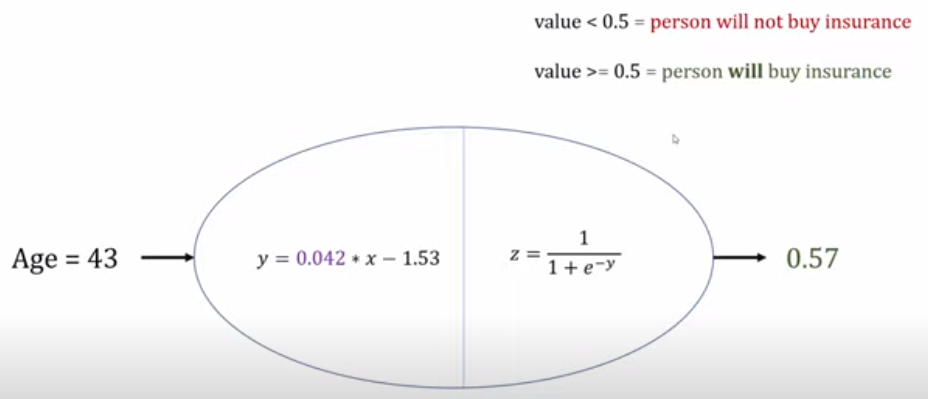 value < 0.5 = person will not buy insurance
value >= 0.5 = person will buy insurance
Age = 43
y = 0.042 * x − 1.53
z = 1 / 1 + e^−y
0.57